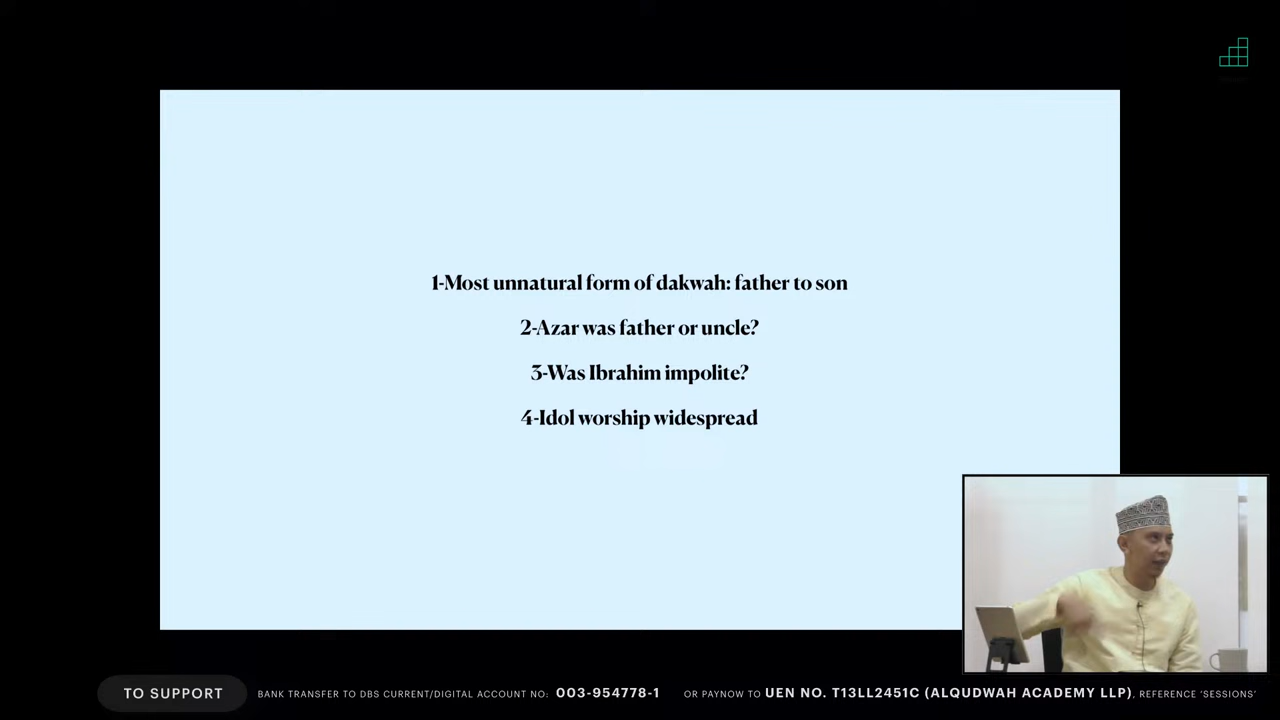 1-Most unnatural form of dakwah: father to son
2-Azar was father or uncle?
3-Was Ibrahim impolite?
4-Idol worship widespread
TO SUPPORT
BANK TRANSFER TO DBS CURRENT/DIGITAL ACCOUNT NO: 003-954778-1 OR PAYNOW TO UEN NO. T13LL2451C (ALQUDWAH ACADEMY LLP), REFERENCE 'SESSIONS'